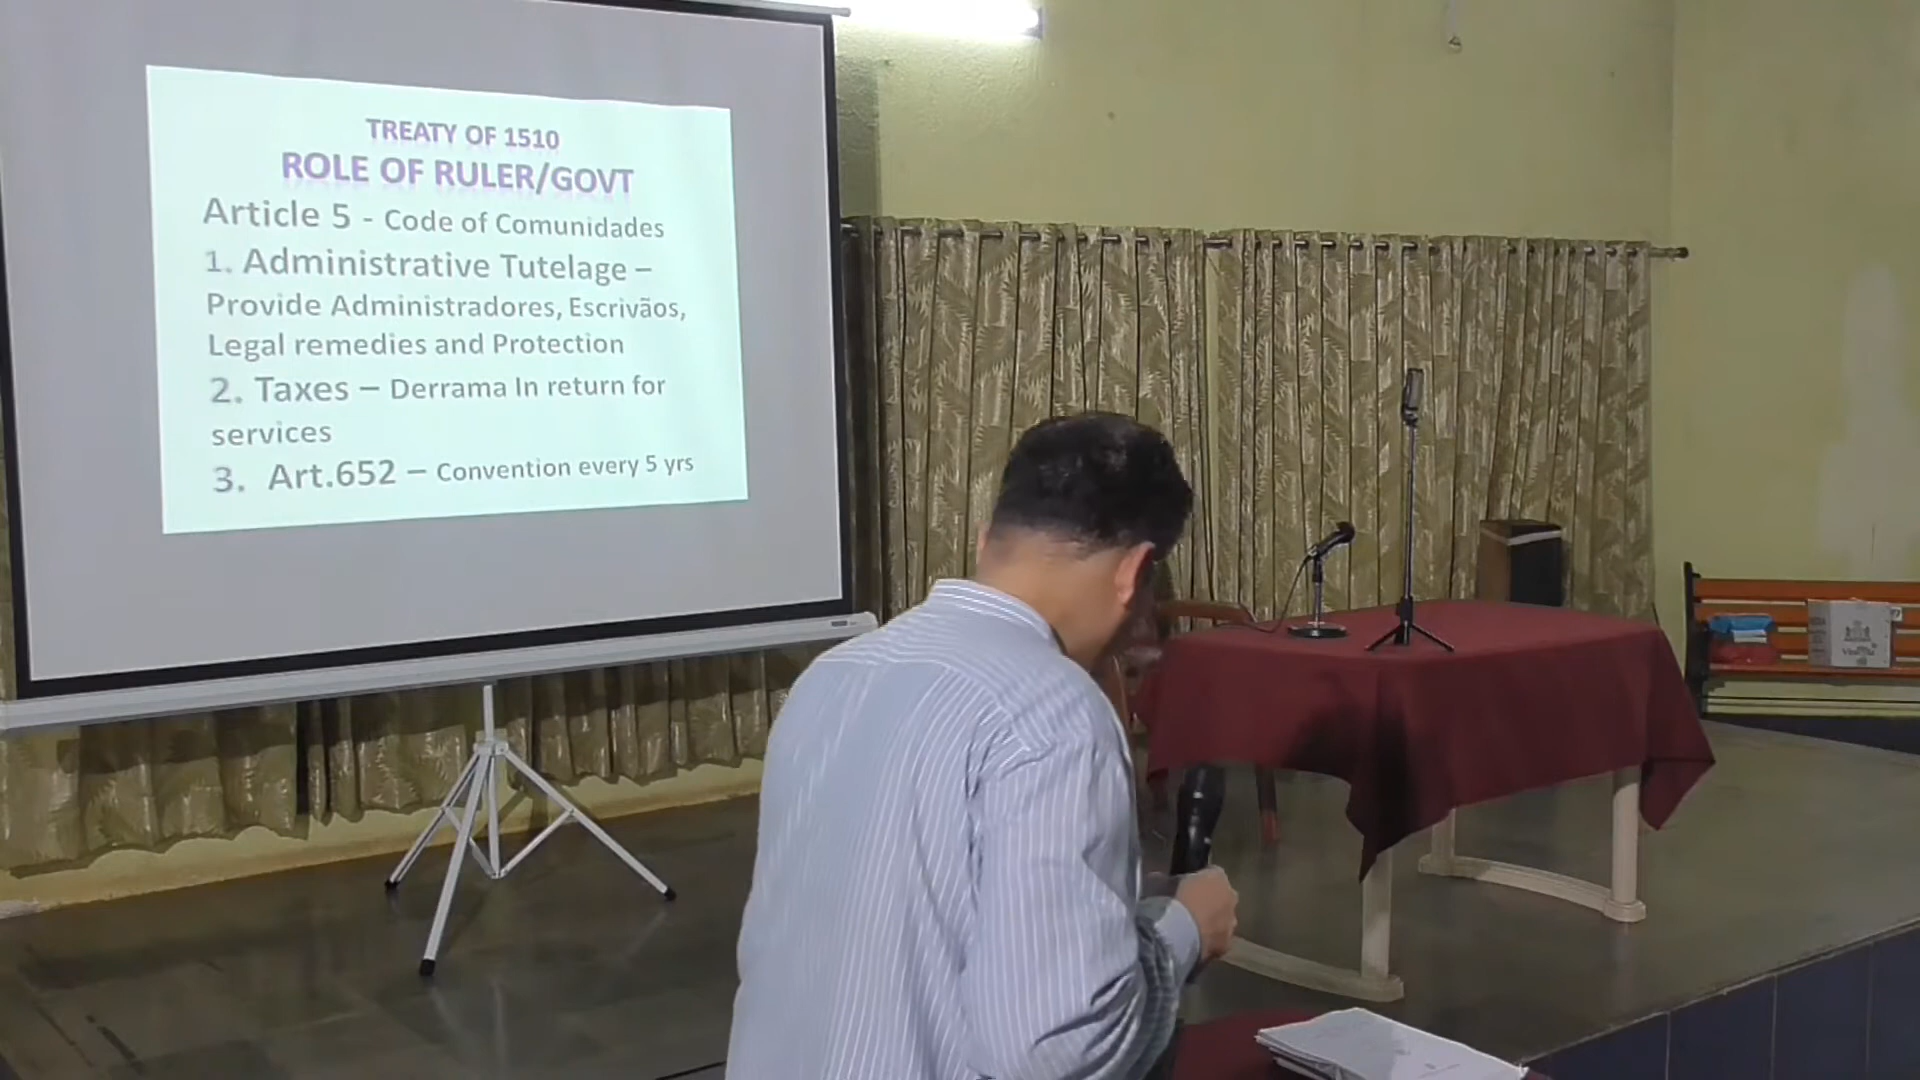 TREATY OF 1510
ROLE OF RULER/GOVT
Article 5 - Code of Comunidades
1. Administrative Tutelage –
Provide Administradores, Escrivãos,
Legal remedies and Protection
2. Taxes – Derrama In return for
services
3. Art.652 – Convention every 5 yrs